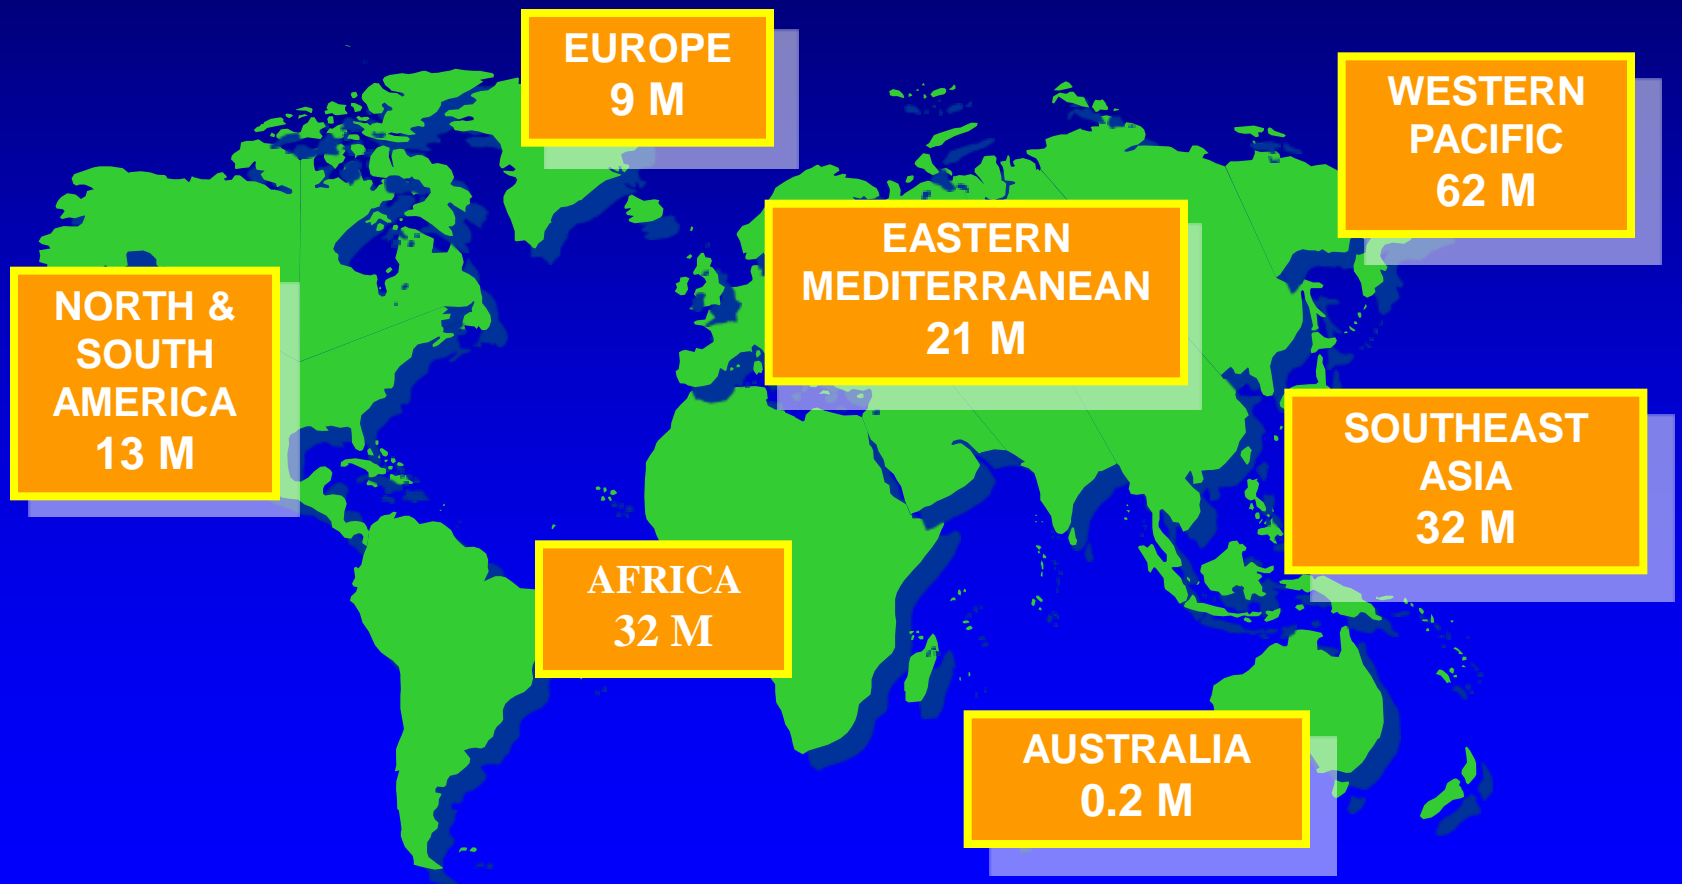 EUROPE
9 M
WESTERN
PACIFIC
62 M
EASTERN
MEDITERRANEAN
21 M
NORTH &
SOUTH
AMERICA
13 M
SOUTHEAST
ASIA
32 M
AFRICA
32 M
AUSTRALIA
0.2 M